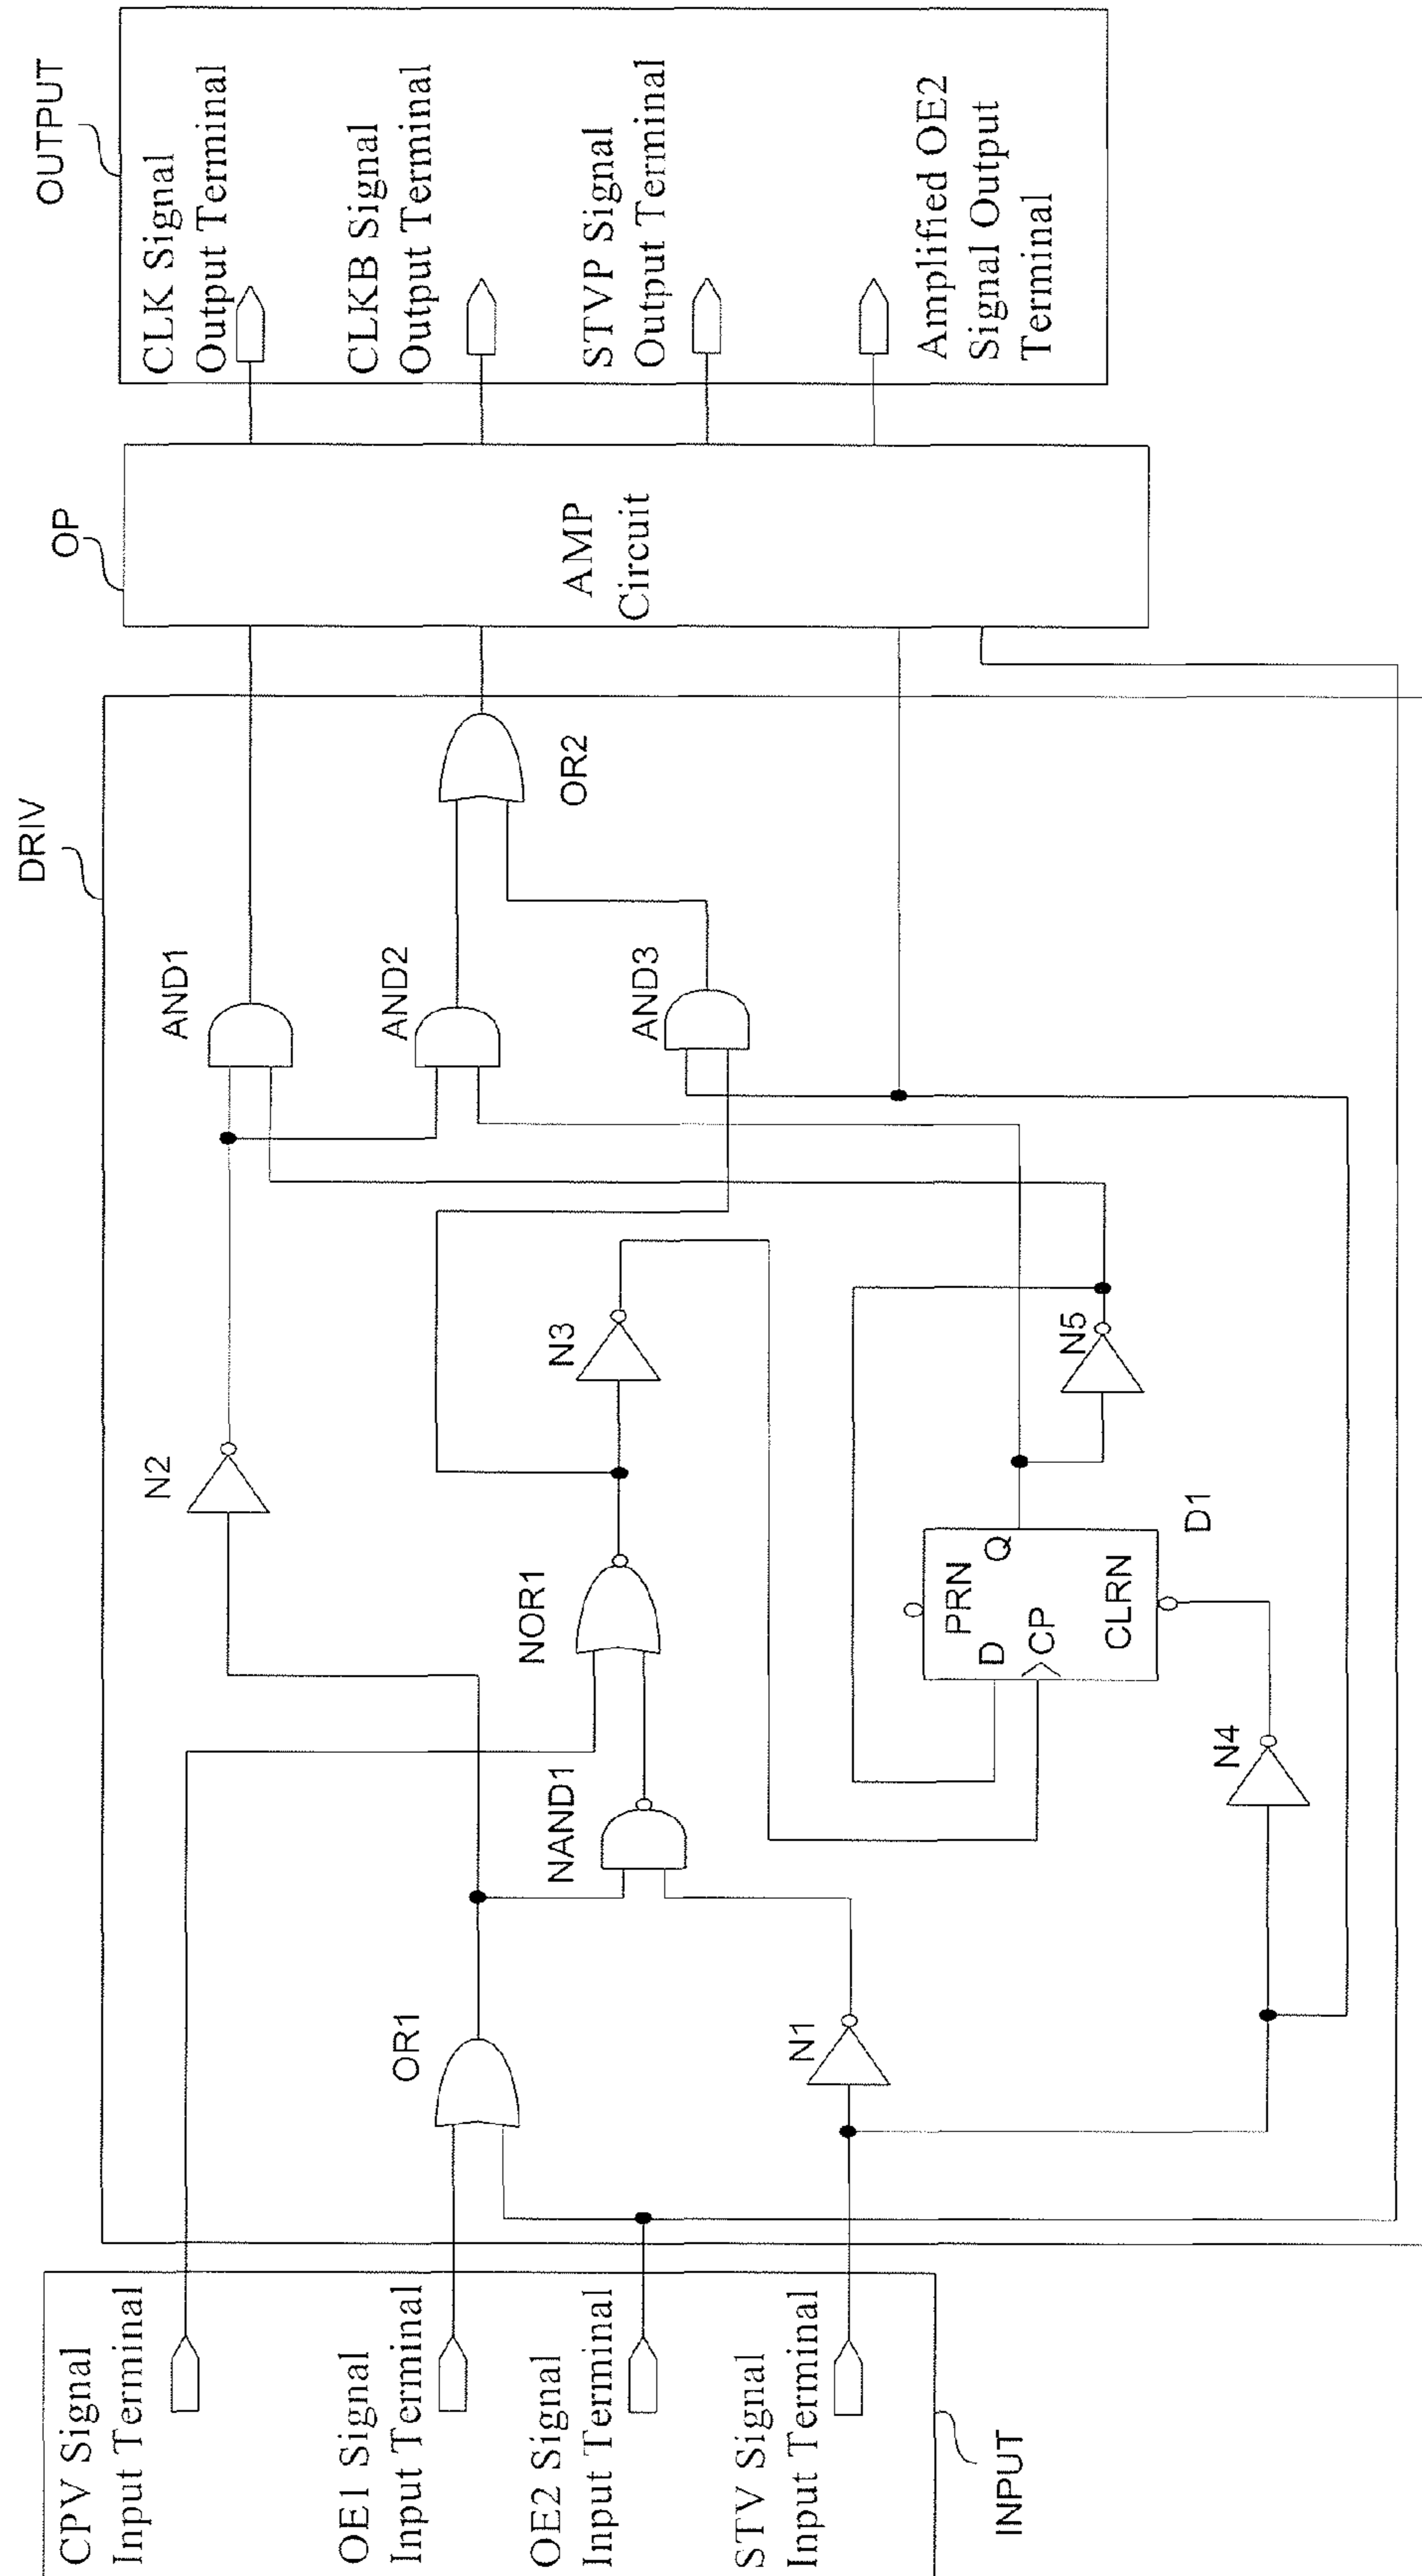 INPUT
CPV Signal
Input Terminal
OE1 Signal
Input Terminal
OE2 Signal
Input Terminal
STV Signal
Input Terminal
DRIV
OR1
N1
NAND1
N4
N2
NOR1
D
PRN
Q
CP
CLRN
D1
N3
N5
AND1
AND2
AND3
OR2
OP
AMP
Circuit
OUTPUT
CLK Signal
Output Terminal
CLKB Signal
Output Terminal
STVP Signal
Output Terminal
Amplified OE2
Signal Output
Terminal